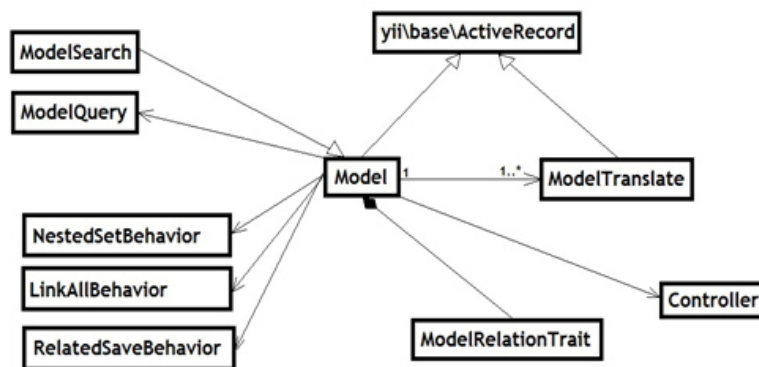 yii\base\ActiveRecord
ModelSearch
ModelQuery
Model
1
1..*
ModelTranslate
NestedSetBehavior
LinkAllBehavior
Controller
RelatedSaveBehavior
ModelRelationTrait